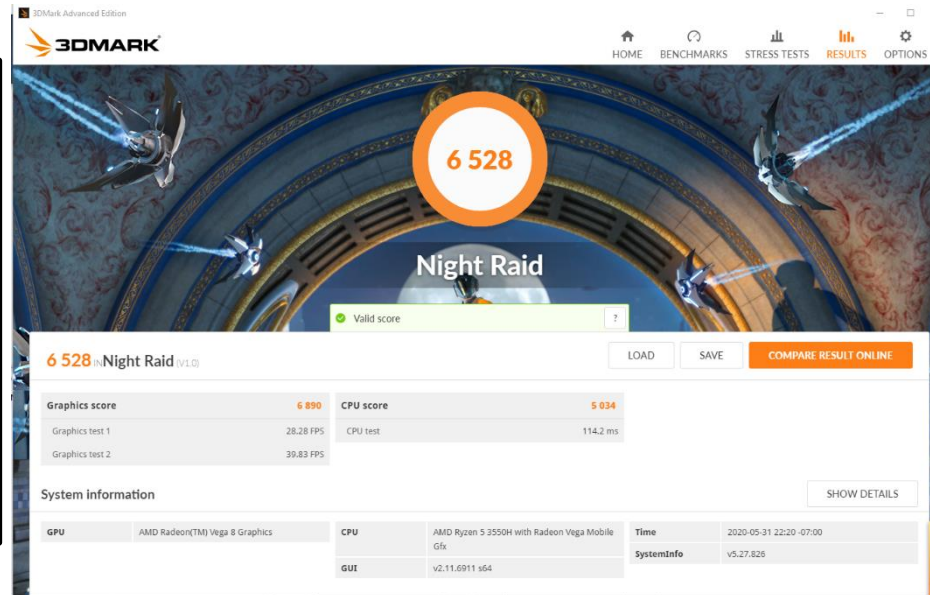 3DMark Advanced Edition
3DMARK
HOME BENCHMARKS STRESS TESTS RESULTS OPTIONS
6 528
Night Raid
Valid score ?
6 528 IN Night Raid (V1.0)
LOAD SAVE COMPARE RESULT ONLINE
Graphics score 6 890 CPU score 5 034
Graphics test 1 28.28 FPS CPU test 114.2 ms
Graphics test 2 39.83 FPS
System information SHOW DETAILS
GPU AMD Radeon(TM) Vega 8 Graphics CPU AMD Ryzen 5 3550H with Radeon Vega Mobile Time 2020-05-31 22:20 -07:00
Gfx SystemInfo v5.27.826
GUI v2.11.6911 s64